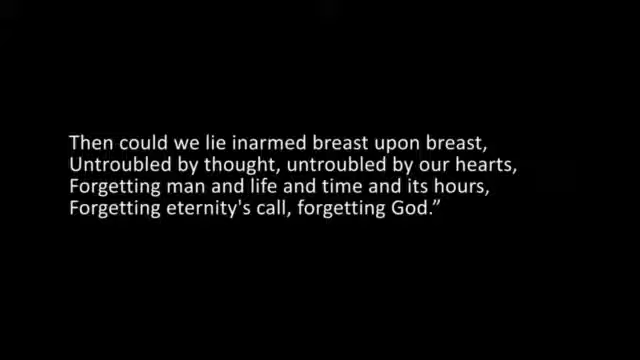 Then could we lie inarmed breast upon breast,
Untroubled by thought, untroubled by our hearts,
Forgetting man and life and time and its hours,
Forgetting eternity's call, forgetting God.”